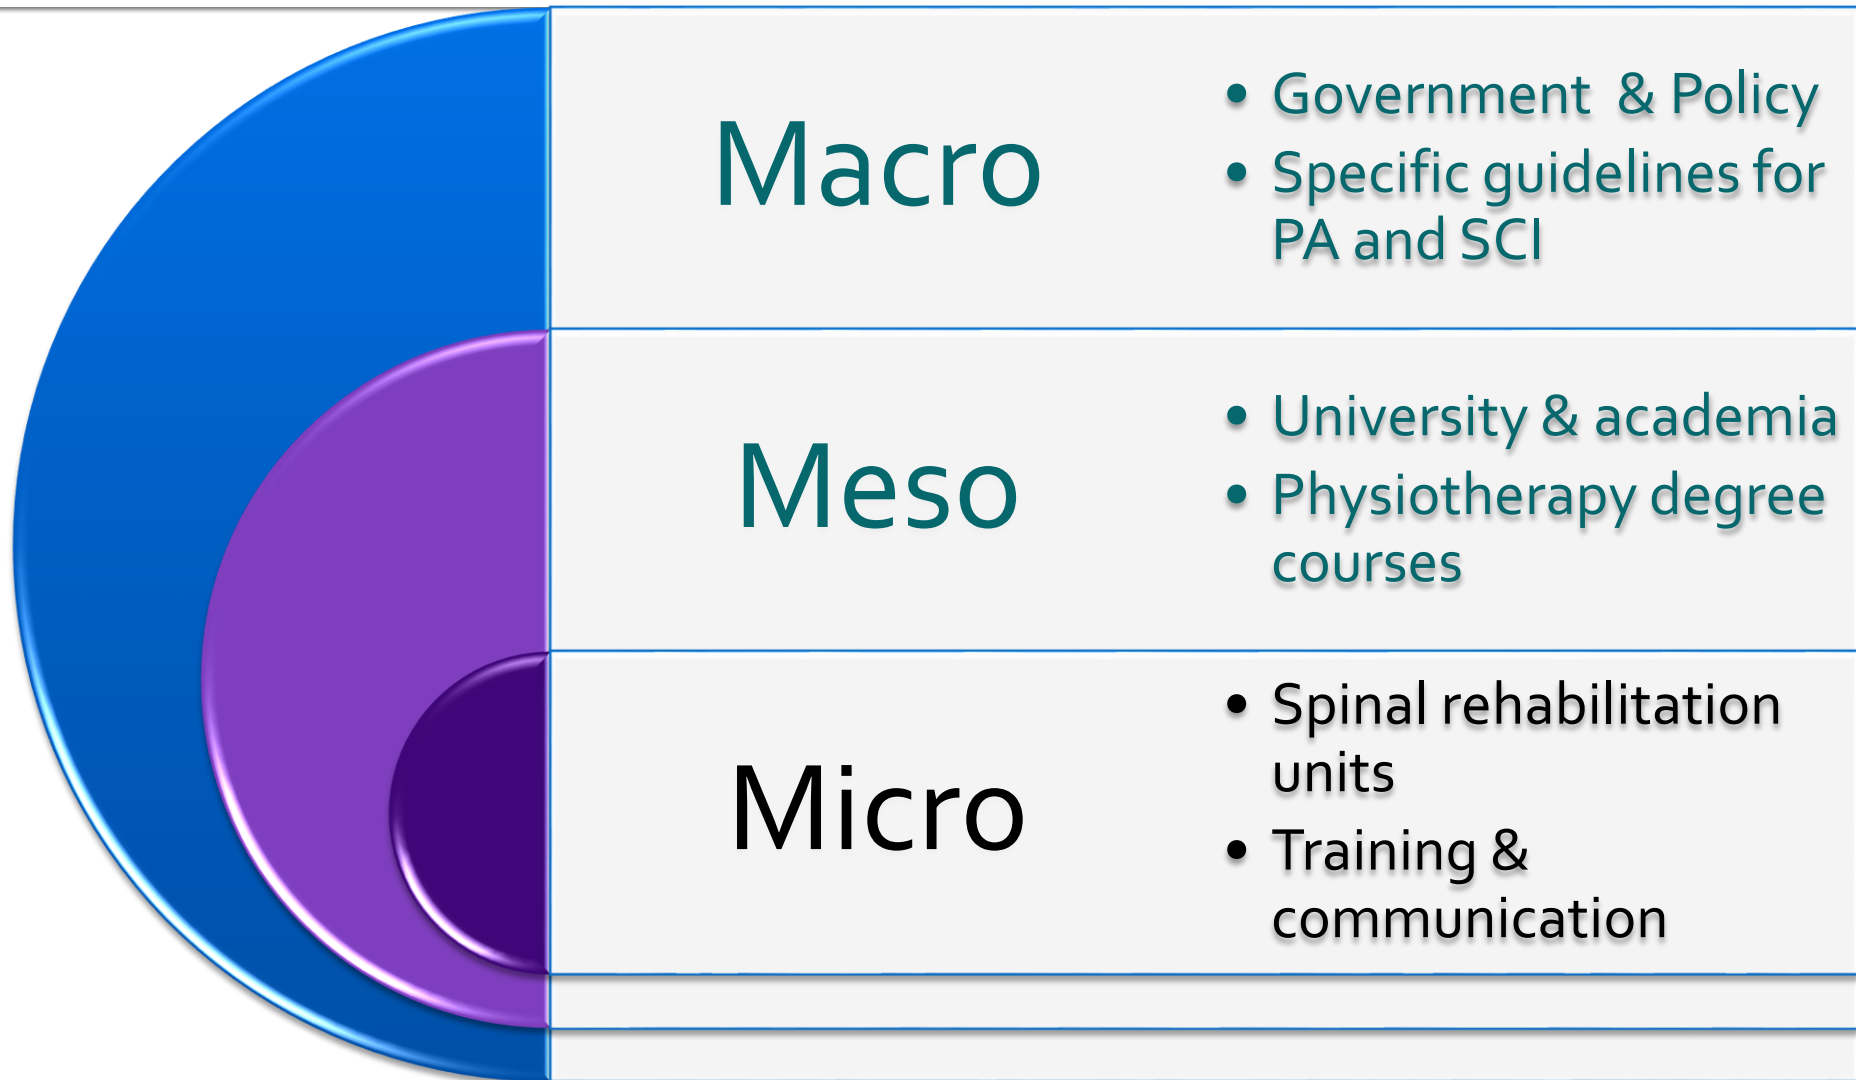 Macro
• Government  & Policy
• Specific guidelines for
PA and SCI
Meso
• University & academia
• Physiotherapy degree
courses
Micro
• Spinal rehabilitation
units
• Training &
communication